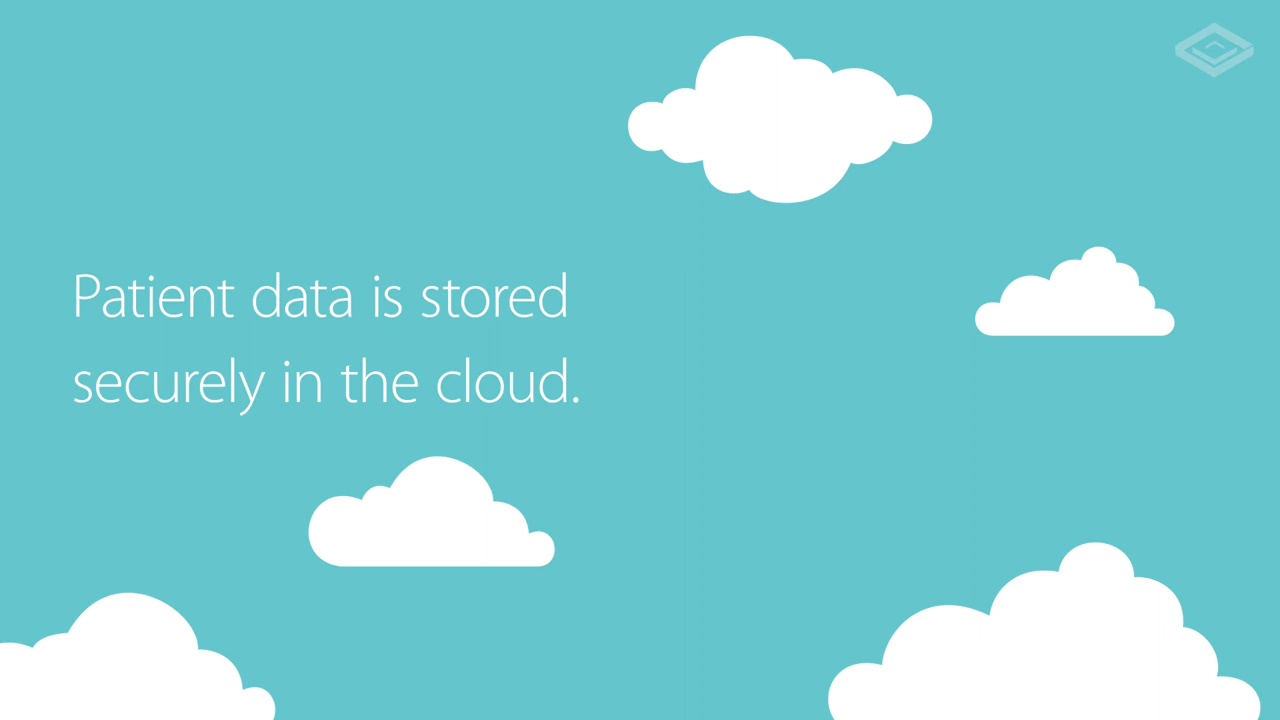 Patient data is stored
securely in the cloud.